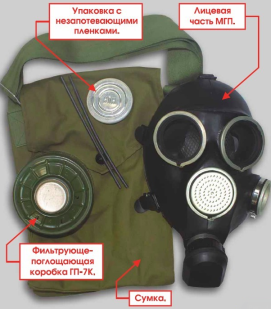 Упаковка с
незапотевающими
пленками.
Лицевая
часть МГП.
Фильтрующе-
поглощающая
коробка ГП-7К.
Сумка.